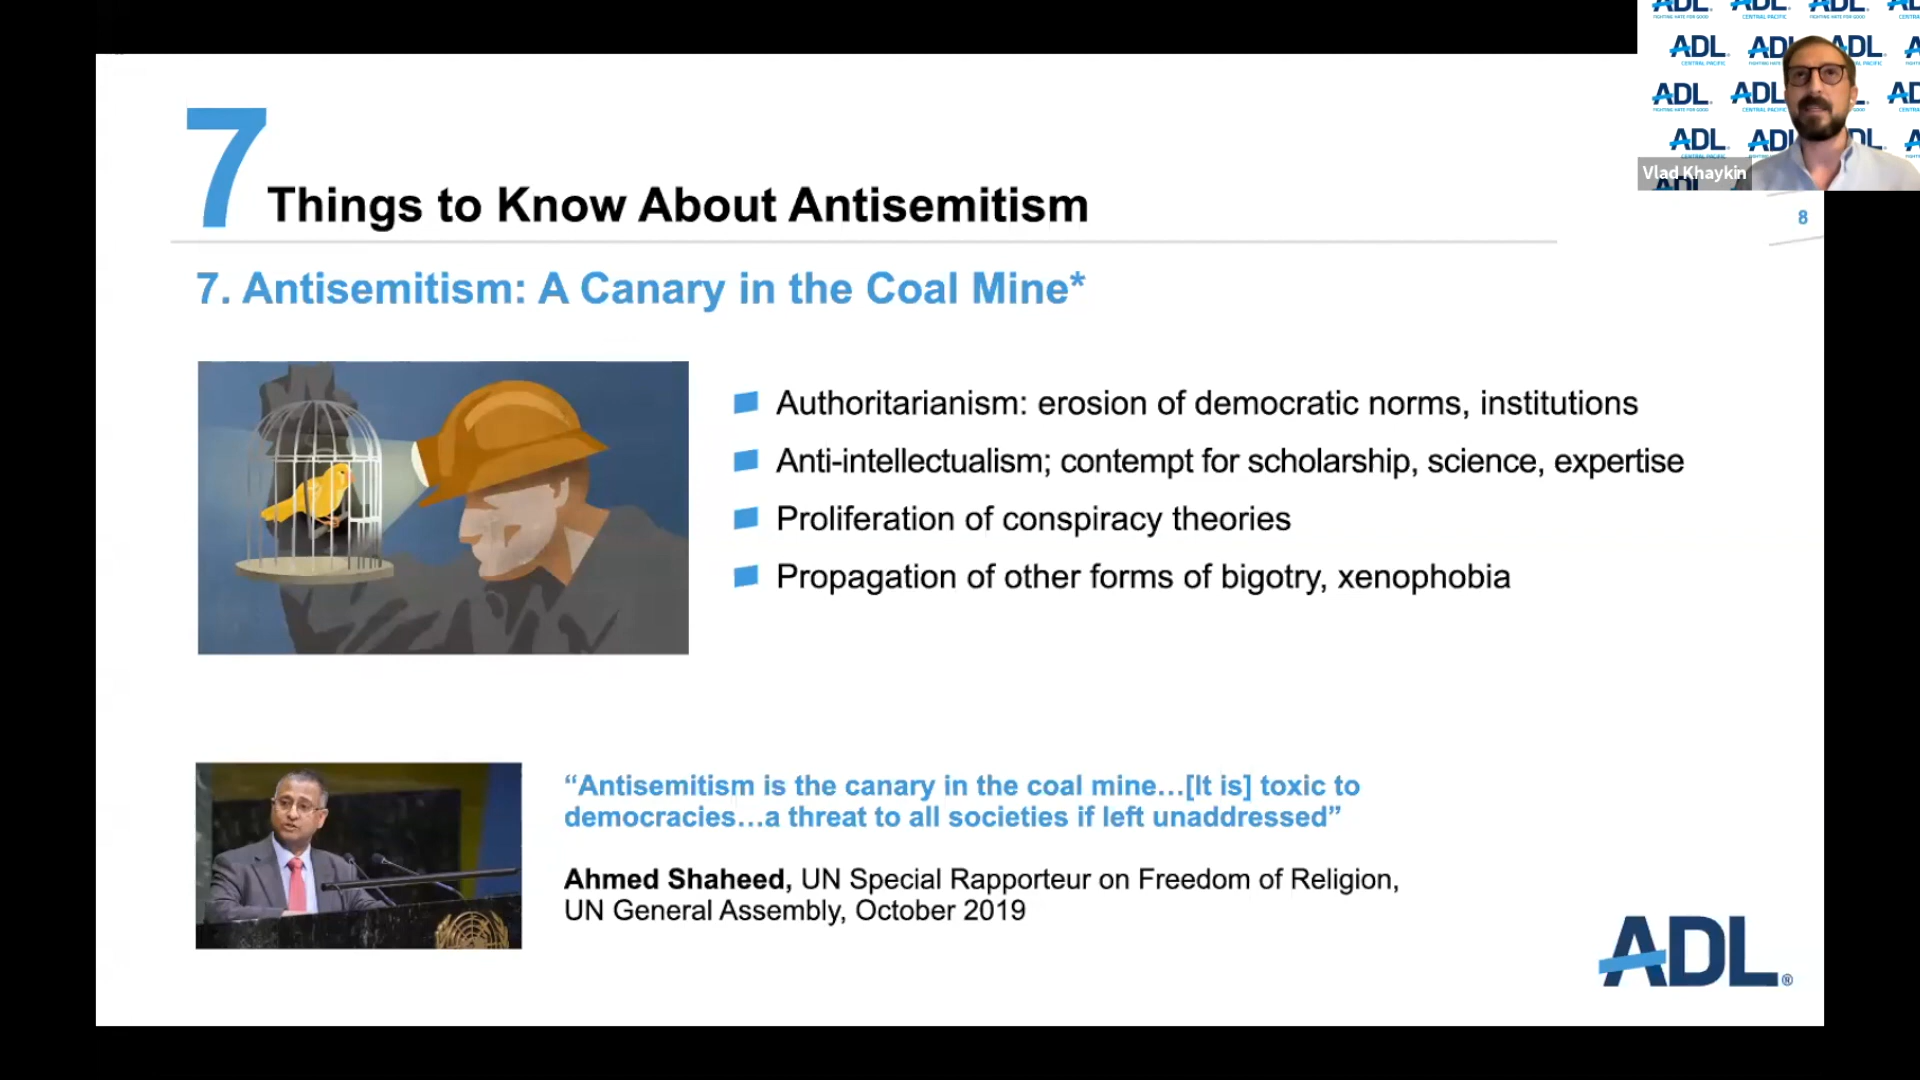 7 Things to Know About Antisemitism
7. Antisemitism: A Canary in the Coal Mine*
Authoritarianism: erosion of democratic norms, institutions
Anti-intellectualism; contempt for scholarship, science, expertise
Proliferation of conspiracy theories
Propagation of other forms of bigotry, xenophobia
“Antisemitism is the canary in the coal mine…[It is] toxic to
democracies…a threat to all societies if left unaddressed”
Ahmed Shaheed, UN Special Rapporteur on Freedom of Religion,
UN General Assembly, October 2019
ADL®
8
Vlad Khaykin
ADL
CENTRAL PACIFIC
FIGHTING HATE FOR GOOD